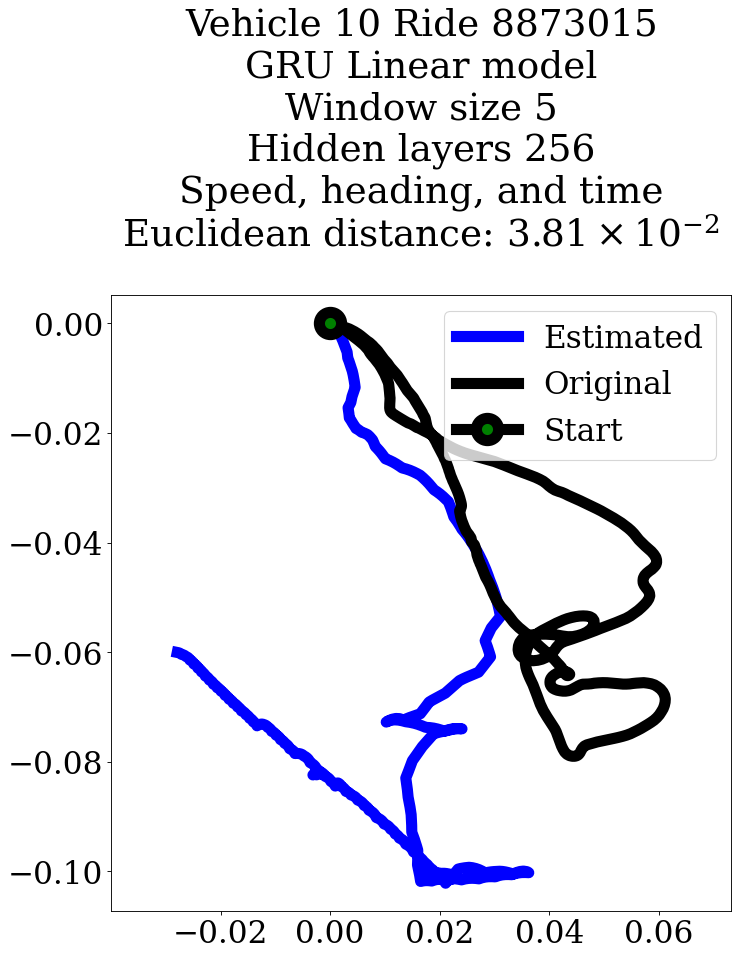 Vehicle 10 Ride 8873015
GRU Linear model
Window size 5
Hidden layers 256
Speed, heading, and time
Euclidean distance: 3.81 × 10⁻²
Estimated
Original
Start
0.00
−0.02
−0.04
−0.06
−0.08
−0.10
−0.02 0.00 0.02 0.04 0.06